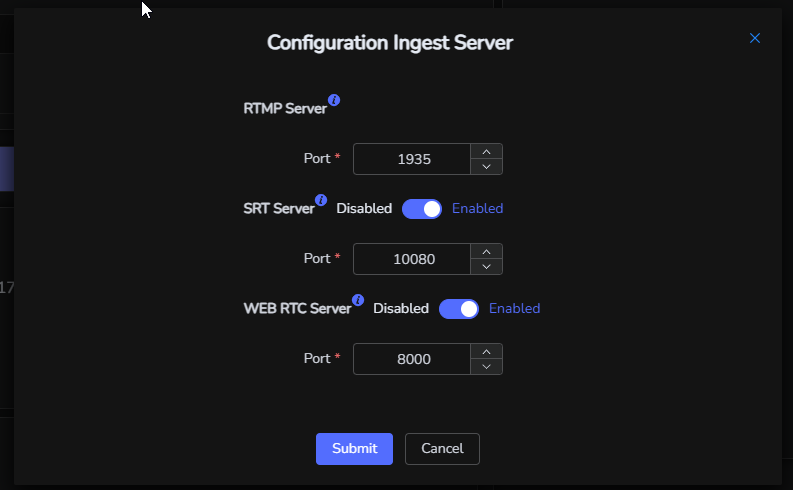 Configuration Ingest Server
RTMP Server i
Port * 1935
SRT Server i Disabled Enabled
Port * 10080
17
WEB RTC Server i Disabled Enabled
Port * 8000
Submit Cancel